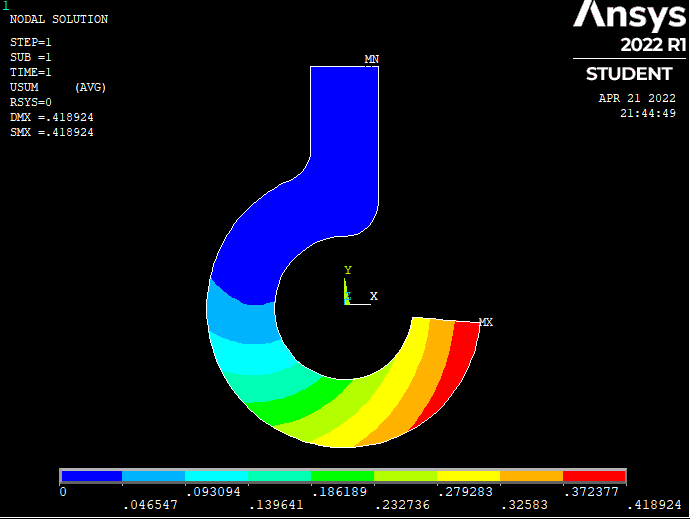 1
NODAL SOLUTION
STEP=1
SUB =1
TIME=1
USUM     (AVG)
RSYS=0
DMX =.418924
SMX =.418924
Ansys
2022 R1
STUDENT
APR 21 2022
21:44:49
MN
Y
X
MX
0 .046547 .093094 .139641 .186189 .232736 .279283 .32583 .372377 .418924